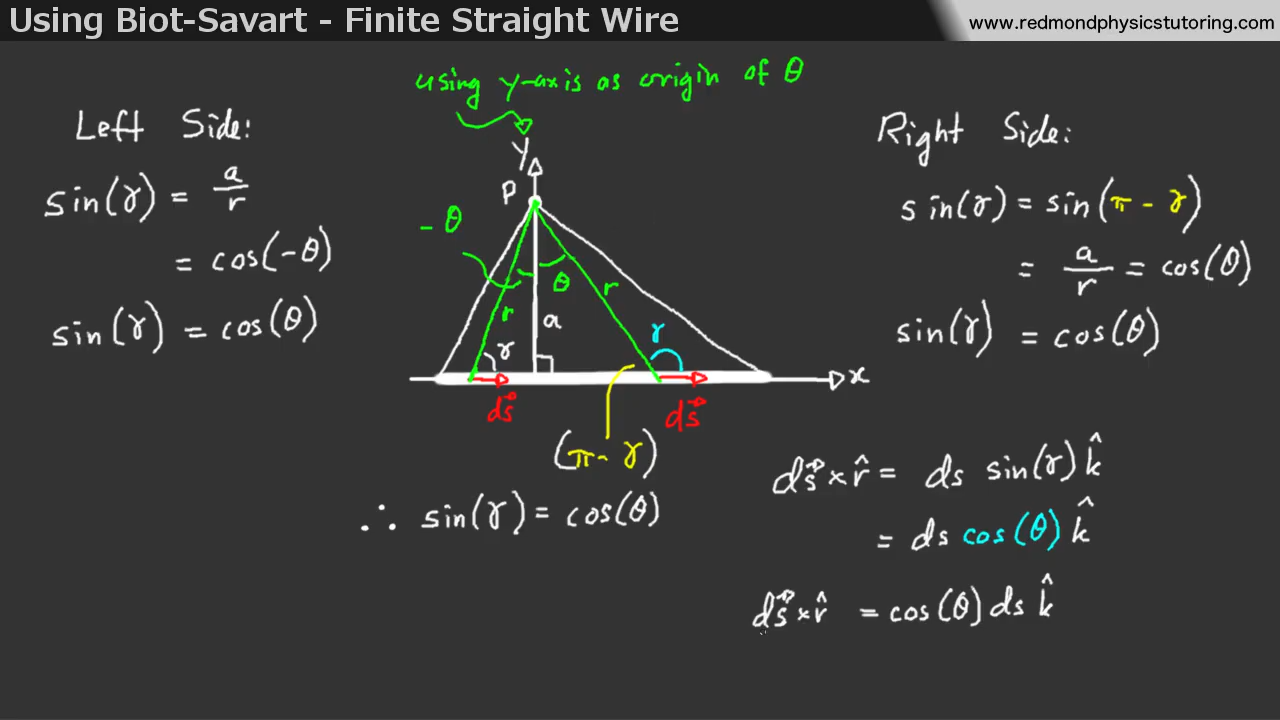 Using Biot-Savart - Finite Straight Wire
www.redmondphysicstutoring.com
using y-axis as origin of θ
Left Side:
sin(γ) = a/r
= cos(-θ)
sin(γ) = cos(θ)
y
P
-θ
θ
r
r
a
γ
γ
x
ds⃗
ds⃗
(π - γ)
∴ sin(γ) = cos(θ)
Right Side:
sin(γ) = sin(π - γ)
= a/r = cos(θ)
sin(γ) = cos(θ)
ds⃗ × r̂ = ds sin(γ) k̂
= ds cos(θ) k̂
ds⃗ × r̂ = cos(θ) ds k̂